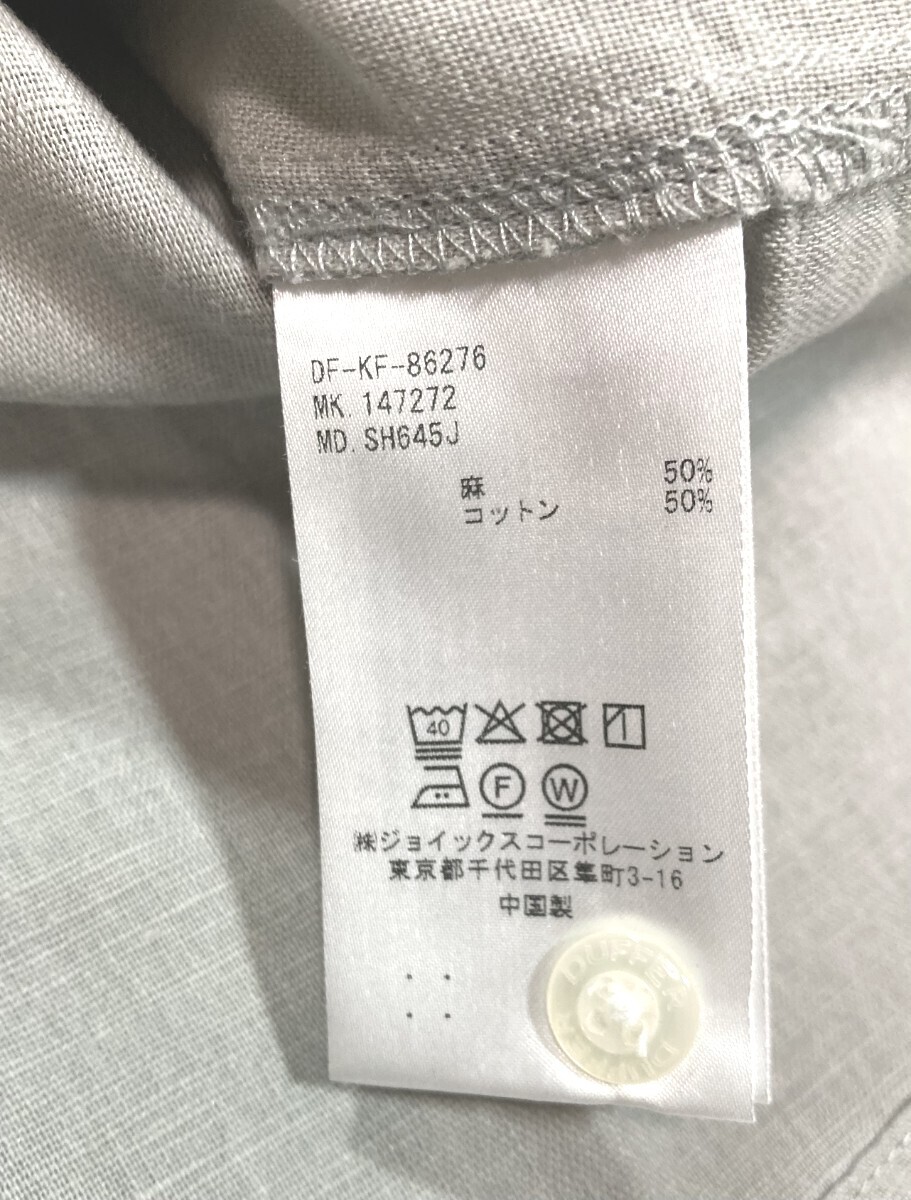 DF-KF-86276
MK. 147272
MD. SH645J
麻 50%
コットン 50%
40
F W
㈱ジョイックスコーポレーション
東京都千代田区隼町3-16
中国製
DUFFER